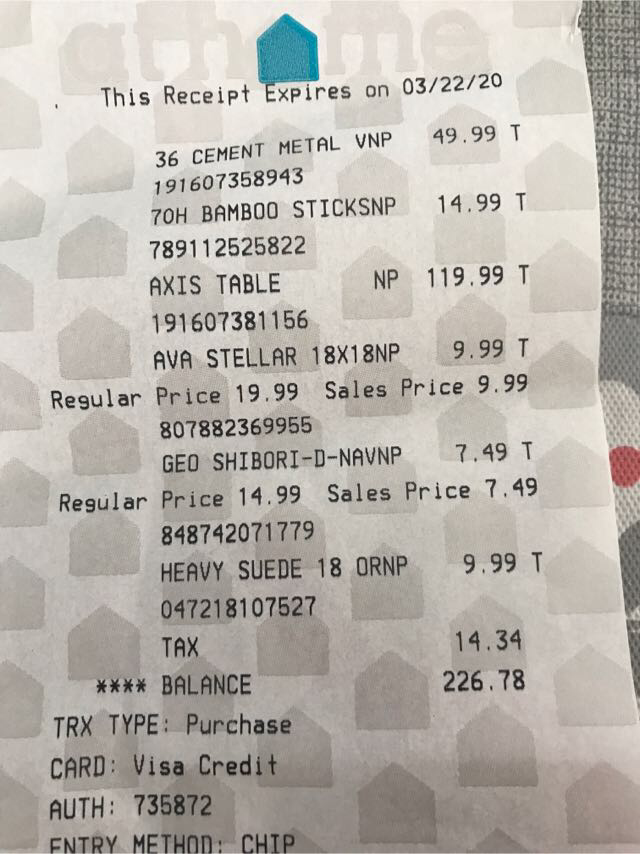 at home
This Receipt Expires on 03/22/20
36 CEMENT METAL VNP 49.99 T
191607358943
70H BAMBOO STICKSNP 14.99 T
789112525822
AXIS TABLE NP 119.99 T
191607381156
AVA STELLAR 18X18NP 9.99 T
Regular Price 19.99 Sales Price 9.99
807882369955
GEO SHIBORI-D-NAVNP 7.49 T
Regular Price 14.99 Sales Price 7.49
848742071779
HEAVY SUEDE 18 ORNP 9.99 T
047218107527
TAX 14.34
**** BALANCE 226.78
TRX TYPE: Purchase
CARD: Visa Credit
AUTH: 735872
ENTRY METHOD: CHIP